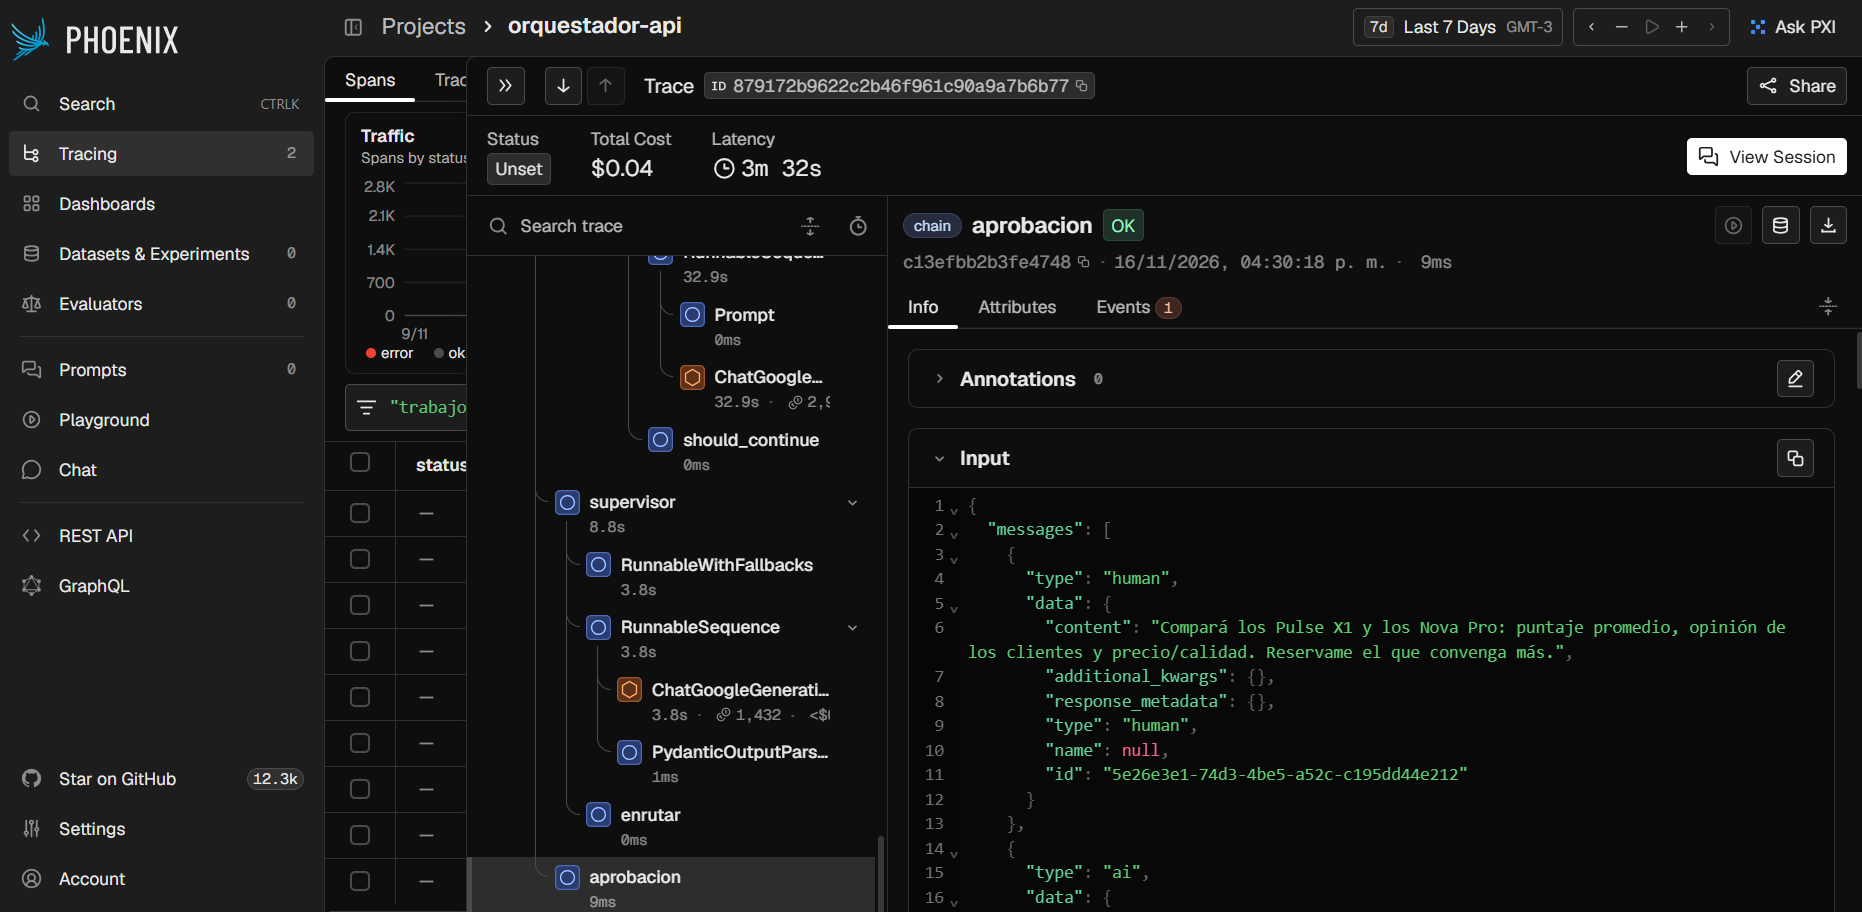 PHOENIX
Search CTRLK
Tracing 2
Dashboards
Datasets & Experiments 0
Evaluators 0
Prompts 0
Playground
Chat
REST API
GraphQL
Star on GitHub 12.3k
Settings
Account
Projects > orquestador-api
7d Last 7 Days GMT-3
Ask PXI
Spans Trac
Traffic
Spans by status
2.8K
2.1K
1.4K
700
0
9/11
error ok
"trabajo
status
—
—
—
—
—
—
—
—
—
Trace ID 879172b9622c2b46f961c90a9a7b6b77
Share
Status Total Cost Latency
Unset $0.04 3m 32s
View Session
Search trace
32.9s
Prompt
0ms
ChatGoogle...
32.9s ·
should_continue
0ms
supervisor
8.8s
RunnableWithFallbacks
3.8s
RunnableSequence
3.8s
ChatGoogleGenerati...
3.8s · 1,432 ·
PydanticOutputPars...
1ms
enrutar
0ms
aprobacion
9ms
chain aprobacion OK
c13efbb2b3fe4748 · 16/11/2026, 04:30:18 p. m. · 9ms
Info Attributes Events 1
Annotations 0
Input
1 {
2 "messages": [
3 {
4 "type": "human",
5 "data": {
6 "content": "Compará los Pulse X1 y los Nova Pro: puntaje promedio, opinión de
los clientes y precio/calidad. Reservame el que convenga más.",
7 "additional_kwargs": {},
8 "response_metadata": {},
9 "type": "human",
10 "name": null,
11 "id": "5e26e3e1-74d3-4be5-a52c-c195dd44e212"
12 }
13 },
14 {
15 "type": "ai",
16 "data": {